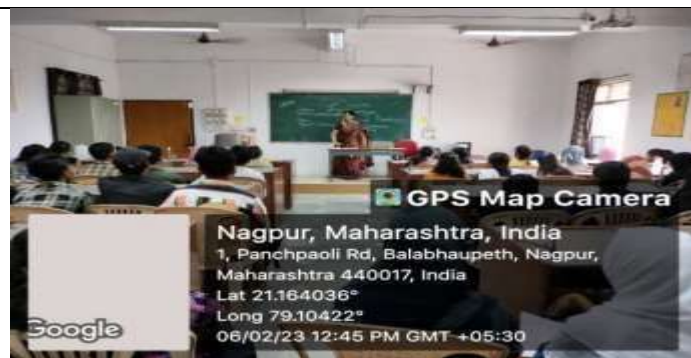 GPS Map Camera
Nagpur, Maharashtra, India
1, Panchpaoli Rd, Balabhaupeth, Nagpur,
Maharashtra 440017, India
Lat 21.164036°
Long 79.10422°
06/02/23 12:45 PM GMT +05:30
Google